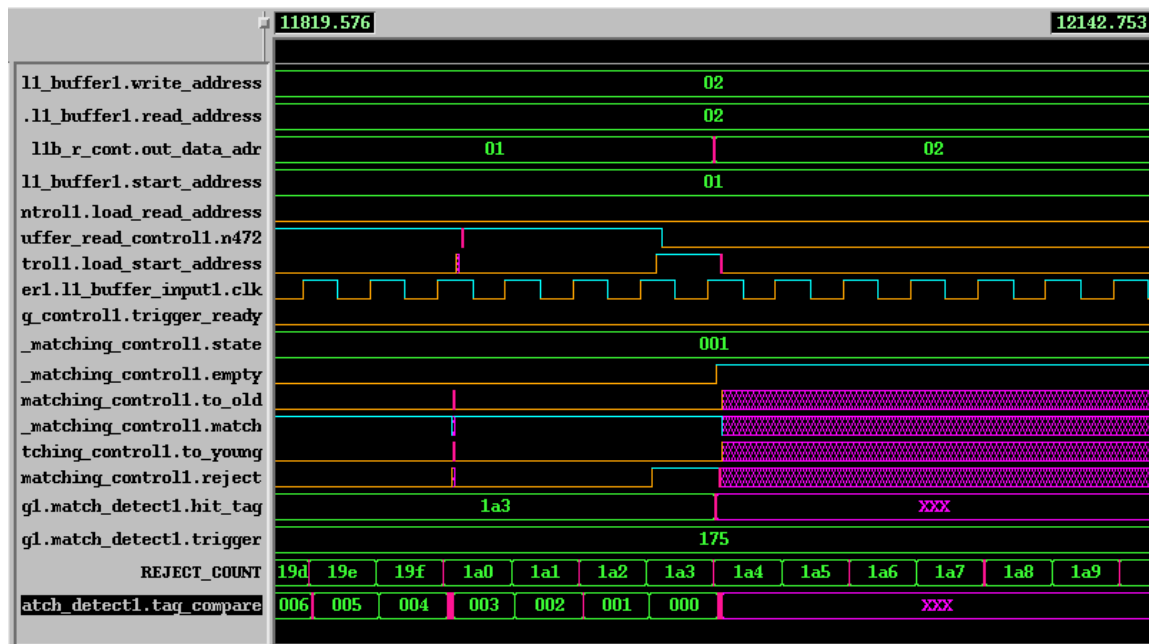 11819.576 12142.753
l1_buffer1.write_address 02
.l1_buffer1.read_address 02
l1b_r_cont.out_data_adr 01 02
l1_buffer1.start_address 01
ntrol1.load_read_address
uffer_read_control1.n472
trol1.load_start_address
er1.l1_buffer_input1.clk
g_control1.trigger_ready
_matching_control1.state 001
_matching_control1.empty
matching_control1.to_old
_matching_control1.match
tching_control1.to_young
matching_control1.reject
g1.match_detect1.hit_tag 1a3 XXX
g1.match_detect1.trigger 175
REJECT_COUNT 19d 19e 19f 1a0 1a1 1a2 1a3 1a4 1a5 1a6 1a7 1a8 1a9
atch_detect1.tag_compare 006 005 004 003 002 001 000 XXX